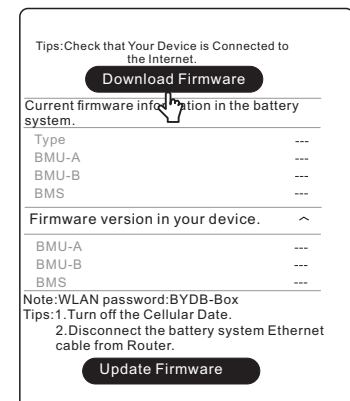 Tips:Check that Your Device is Connected to
the Internet.
Download Firmware
Current firmware information in the battery
system.
Type ---
BMU-A ---
BMU-B ---
BMS ---
Firmware version in your device.
BMU-A ---
BMU-B ---
BMS ---
Note:WLAN password:BYDB-Box
Tips:1.Turn off the Cellular Date.
2.Disconnect the battery system Ethernet
cable from Router.
Update Firmware